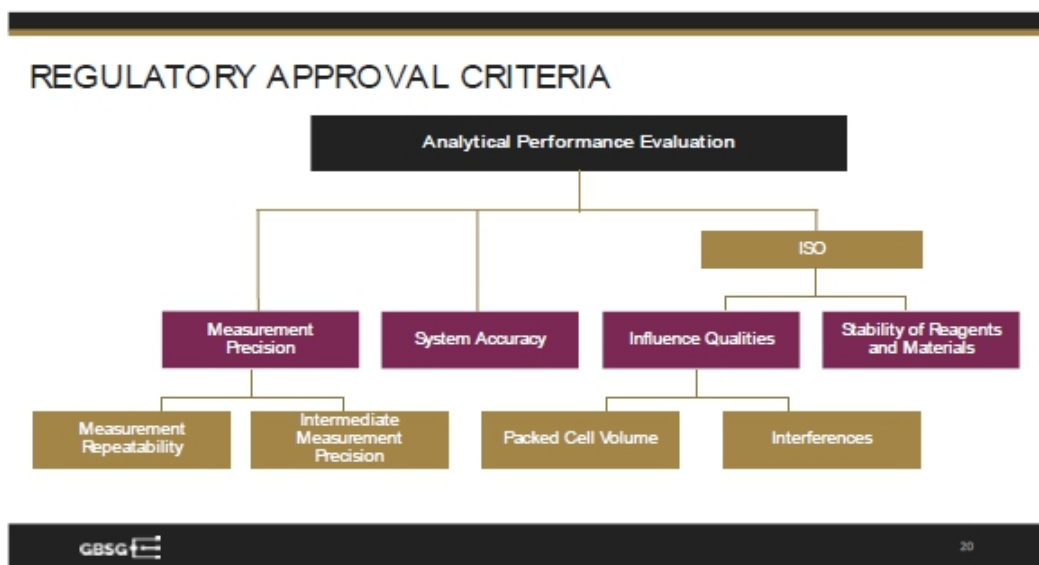 REGULATORY APPROVAL CRITERIA
Analytical Performance Evaluation
ISO
Measurement
Precision
System Accuracy
Influence Qualities
Stability of Reagents
and Materials
Measurement
Repeatability
Intermediate
Measurement
Precision
Packed Cell Volume
Interferences
GBSG
20